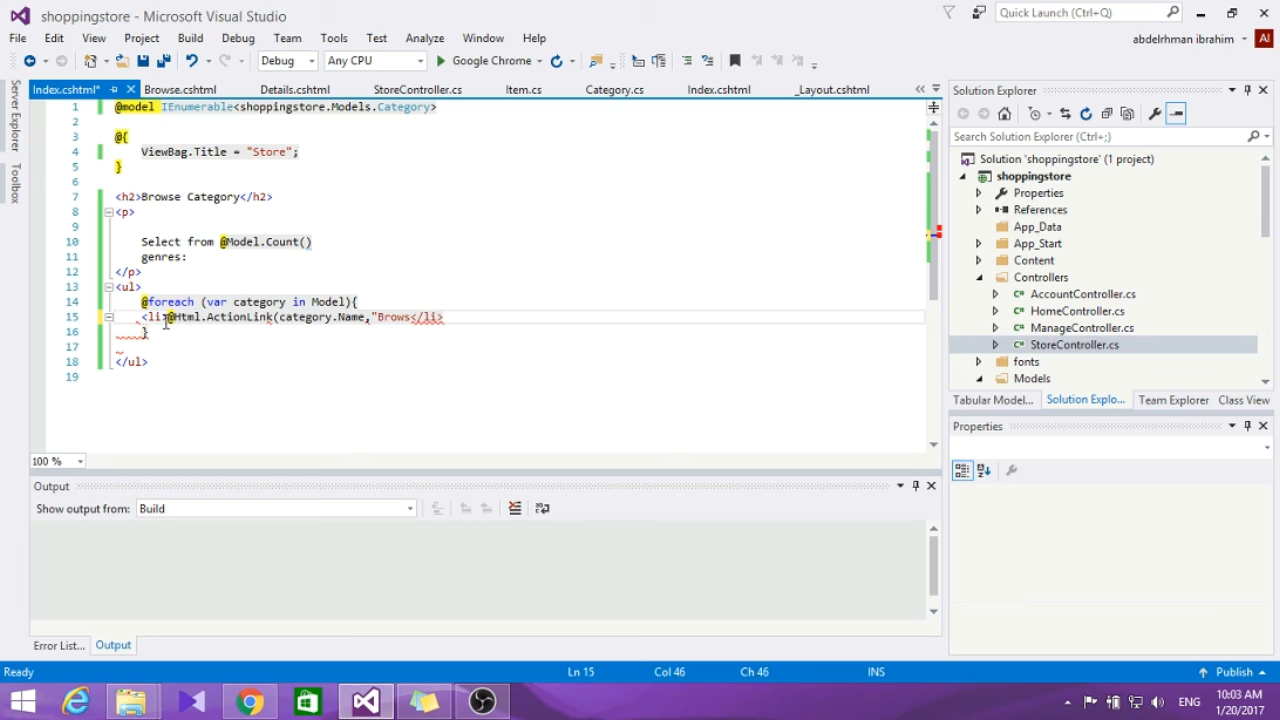 shoppingstore - Microsoft Visual Studio
Quick Launch (Ctrl+Q)
File Edit View Project Build Debug Team Tools Test Analyze Window Help
abdelrhman ibrahim AI
Debug Any CPU Google Chrome
Index.cshtml* Browse.cshtml Details.cshtml StoreController.cs Item.cs Category.cs Index.cshtml _Layout.cshtml
Server Explorer
Toolbox
1 @model IEnumerable<shoppingstore.Models.Category>
2
3 @{
4 ViewBag.Title = "Store";
5 }
6
7 <h2>Browse Category</h2>
8 <p>
9
10 Select from @Model.Count()
11 genres:
12 </p>
13 <ul>
14 @foreach (var category in Model){
15 <li>@Html.ActionLink(category.Name,"Brows</li>
16 }
17
18 </ul>
19
100 %
Output
Show output from: Build
Error List... Output
Solution Explorer
Search Solution Explorer (Ctrl+;)
Solution 'shoppingstore' (1 project)
shoppingstore
Properties
References
App_Data
App_Start
Content
Controllers
AccountController.cs
HomeController.cs
ManageController.cs
StoreController.cs
fonts
Models
Tabular Model... Solution Explo... Team Explorer Class View
Properties
Ready Ln 15 Col 46 Ch 46 INS Publish
ENG
10:03 AM
1/20/2017